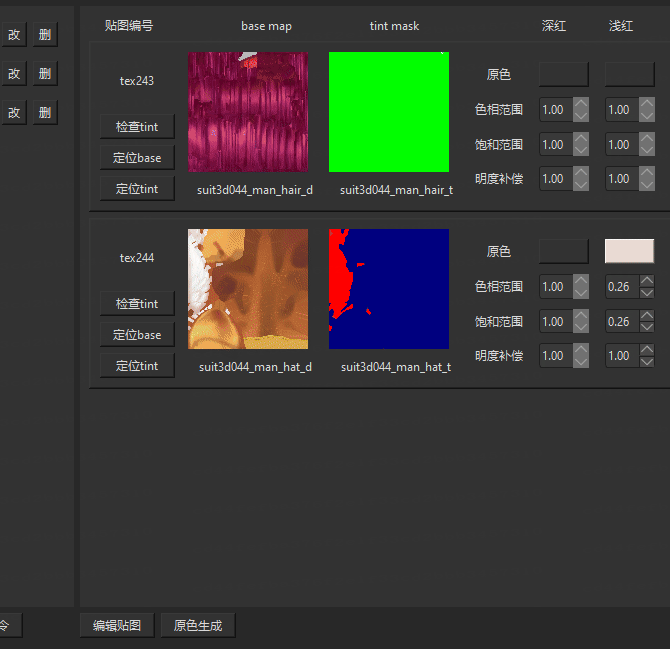 改 删
改 删
改 删
贴图编号 base map tint mask 深红 浅红
tex243
检查tint
定位base
定位tint
suit3d044_man_hair_d suit3d044_man_hair_t
原色
色相范围 1.00 1.00
饱和范围 1.00 1.00
明度补偿 1.00 1.00
tex244
检查tint
定位base
定位tint
suit3d044_man_hat_d suit3d044_man_hat_t
原色
色相范围 1.00 0.26
饱和范围 1.00 0.26
明度补偿 1.00 1.00
令 编辑贴图 原色生成